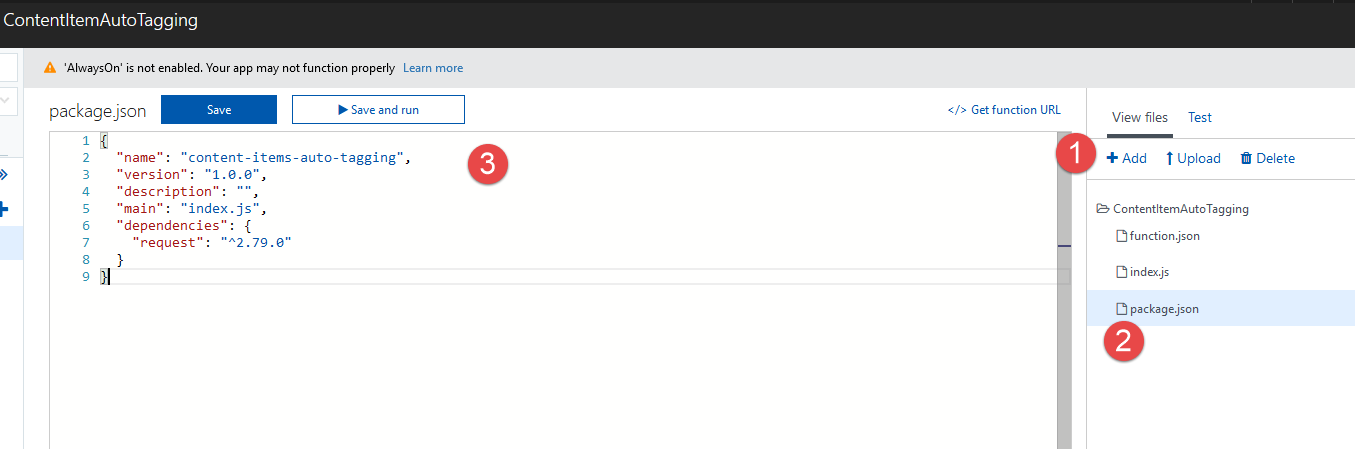 ContentItemAutoTagging
'AlwaysOn' is not enabled. Your app may not function properly Learn more
package.json Save Save and run </> Get function URL
1 {
2 "name": "content-items-auto-tagging",
3 "version": "1.0.0",
4 "description": "",
5 "main": "index.js",
6 "dependencies": {
7 "request": "^2.79.0"
8 }
9 }
3
View files Test
1 + Add Upload Delete
ContentItemAutoTagging
function.json
index.js
package.json
2